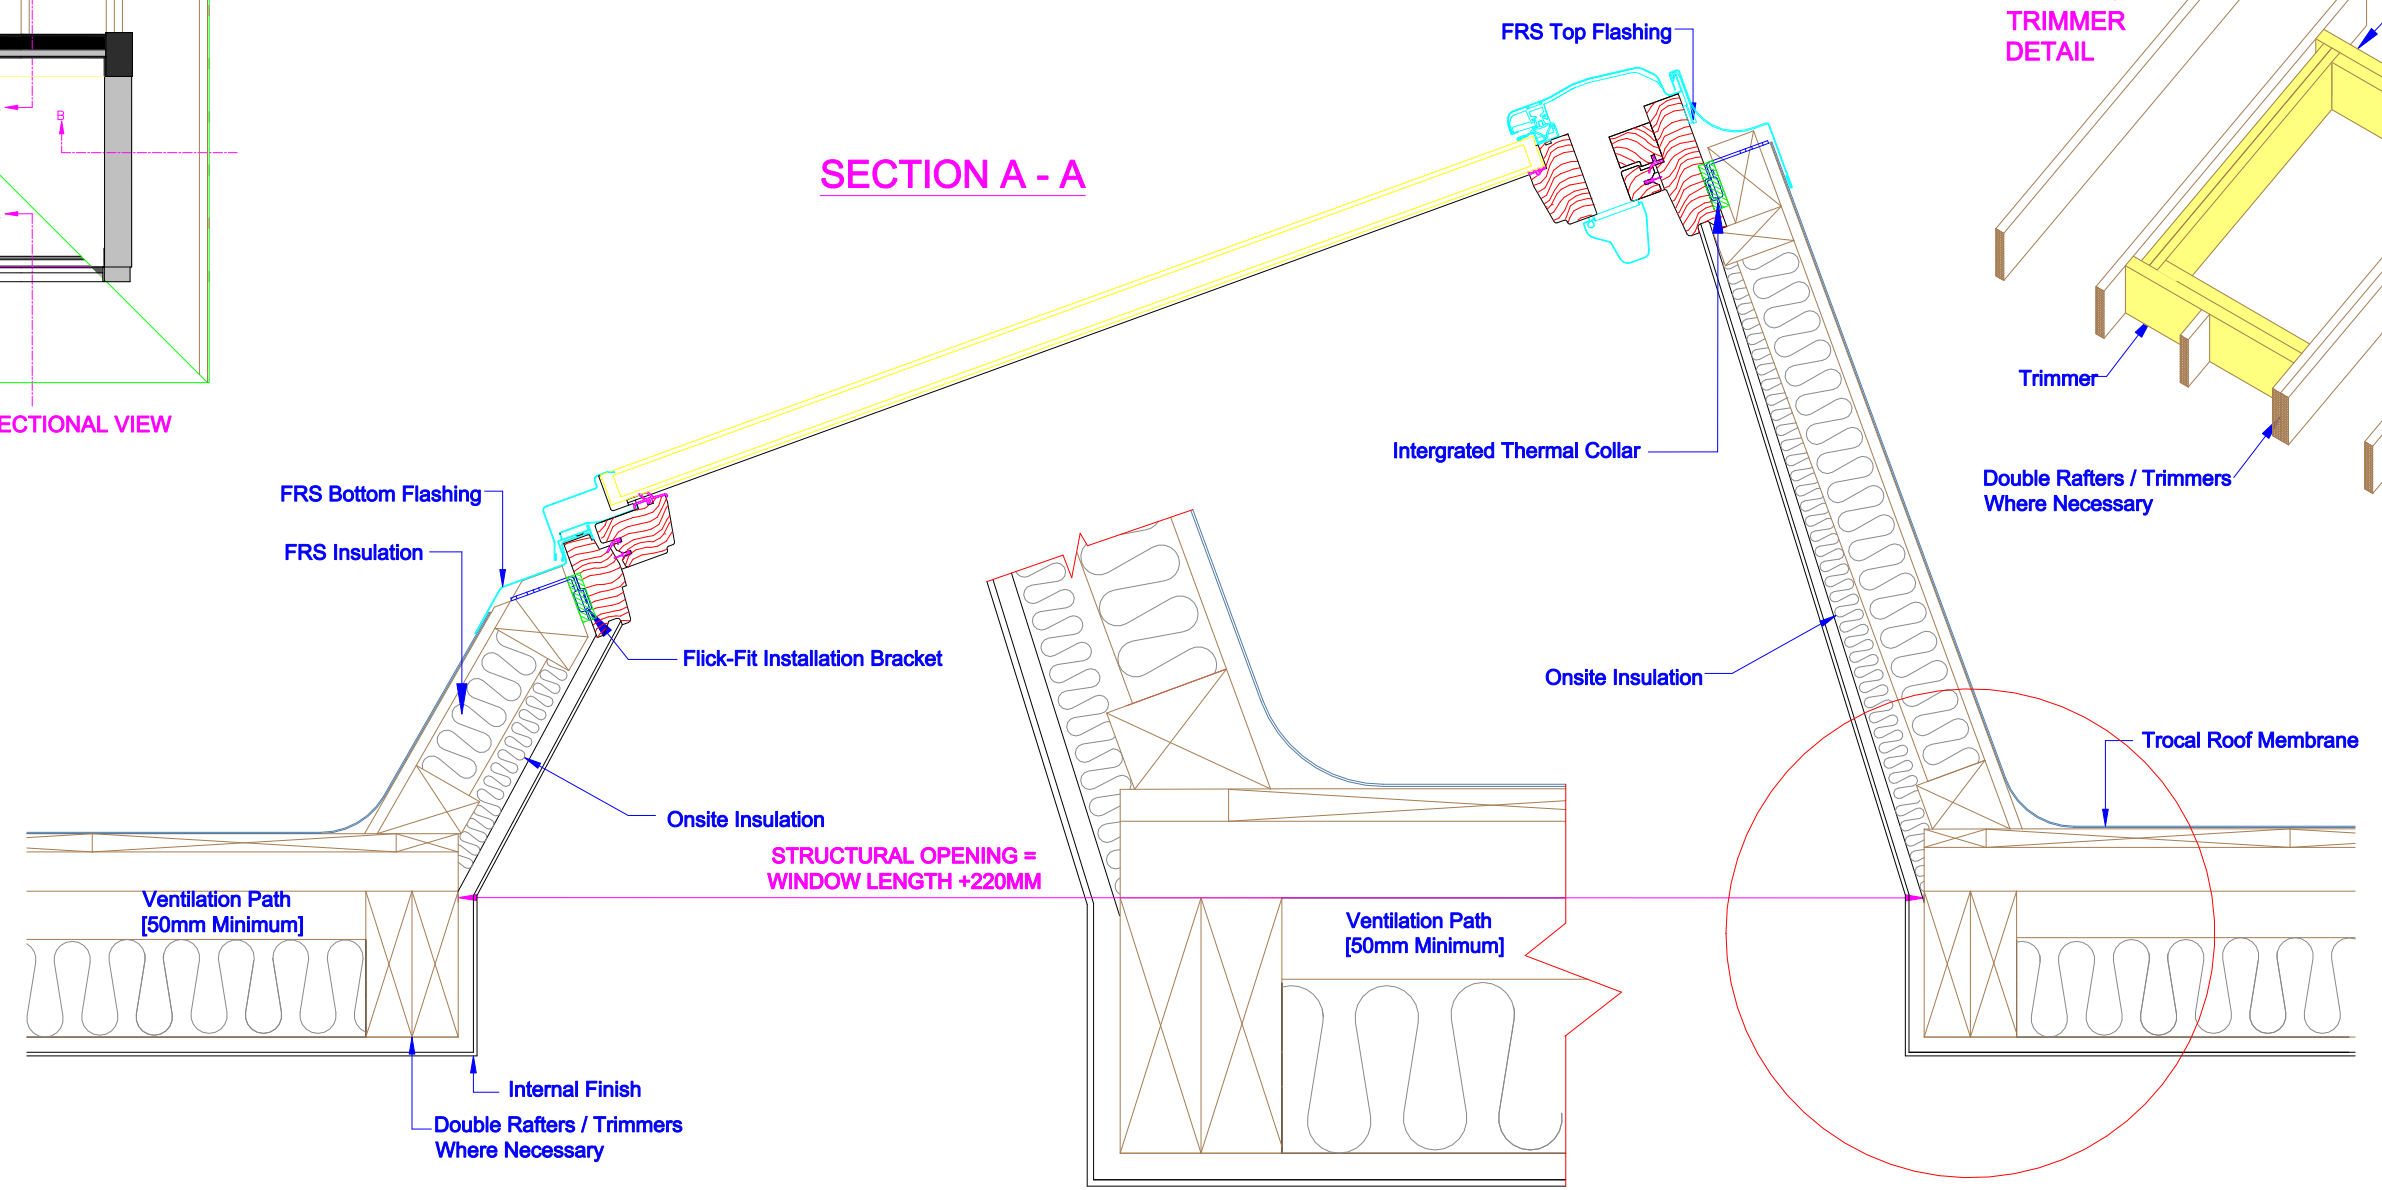 FRS Top Flashing
TRIMMER
DETAIL
B
SECTION A - A
Trimmer
ECTIONAL VIEW
Intergrated Thermal Collar
Double Rafters / Trimmers
Where Necessary
FRS Bottom Flashing
FRS Insulation
Flick-Fit Installation Bracket
Onsite Insulation
Trocal Roof Membrane
Onsite Insulation
STRUCTURAL OPENING =
WINDOW LENGTH +220MM
Ventilation Path
[50mm Minimum]
Ventilation Path
[50mm Minimum]
Internal Finish
Double Rafters / Trimmers
Where Necessary